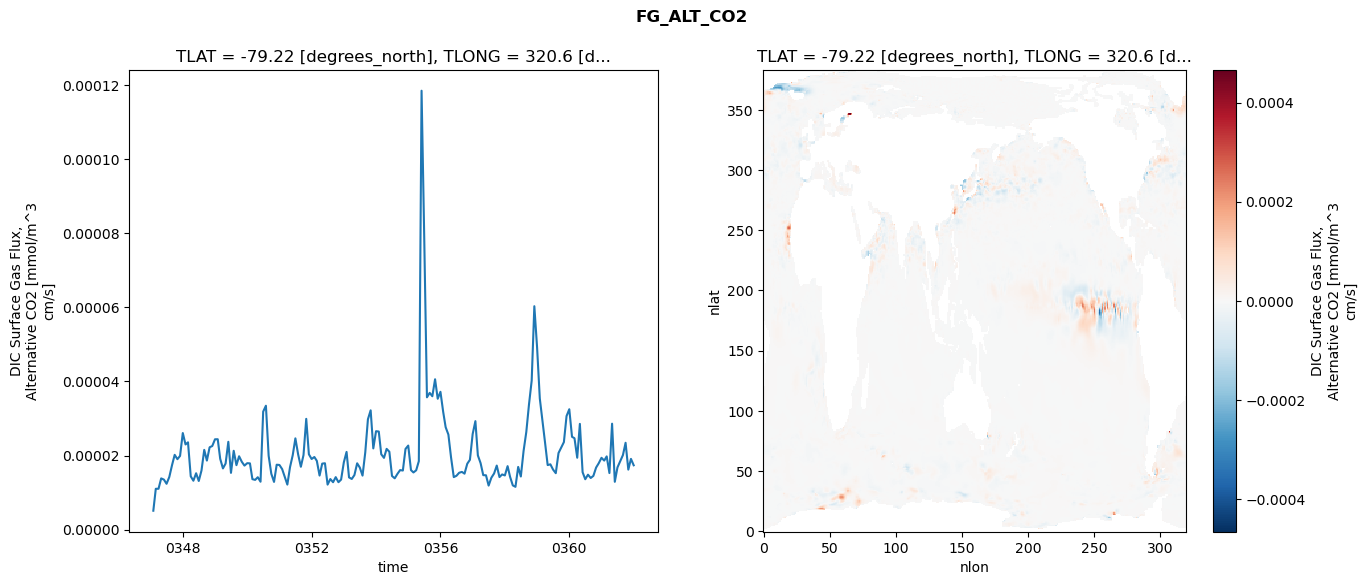 FG_ALT_CO2
TLAT = -79.22 [degrees_north], TLONG = 320.6 [d...
0.00012
0.00010
0.00008
0.00006
0.00004
0.00002
0.00000
DIC Surface Gas Flux,
Alternative CO2 [mmol/m^3
cm/s]
0348
0352
0356
0360
time
TLAT = -79.22 [degrees_north], TLONG = 320.6 [d...
350
300
250
200
150
100
50
0
nlat
0
50
100
150
200
250
300
nlon
0.0004
0.0002
0.0000
−0.0002
−0.0004
DIC Surface Gas Flux,
Alternative CO2 [mmol/m^3
cm/s]